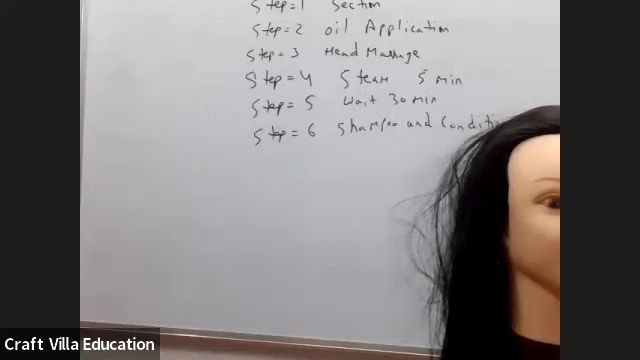 Step=1 Section
Step=2 oil Application
Step=3 Head Massage
Step=4 Steam 5 min
Step=5 Wait 30 min
Step=6 Shampoo and
Craft Villa Education